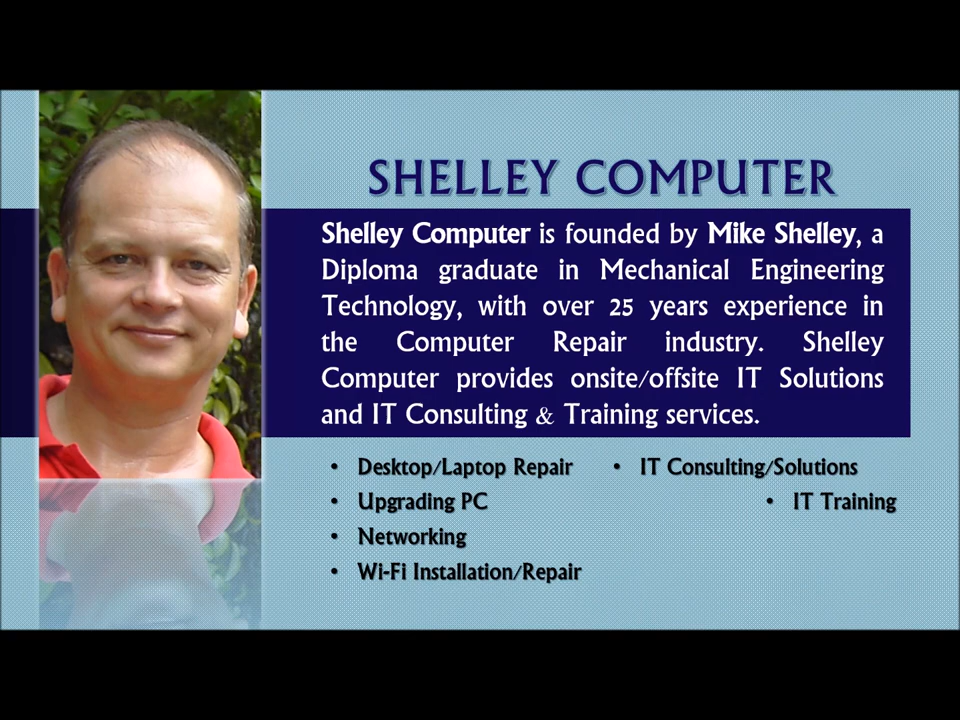 SHELLEY COMPUTER
Shelley Computer is founded by Mike Shelley, a
Diploma graduate in Mechanical Engineering
Technology, with over 25 years experience in
the Computer Repair industry. Shelley
Computer provides onsite/offsite IT Solutions
and IT Consulting & Training services.
• Desktop/Laptop Repair
• Upgrading PC
• Networking
• Wi-Fi Installation/Repair
• IT Consulting/Solutions
• IT Training